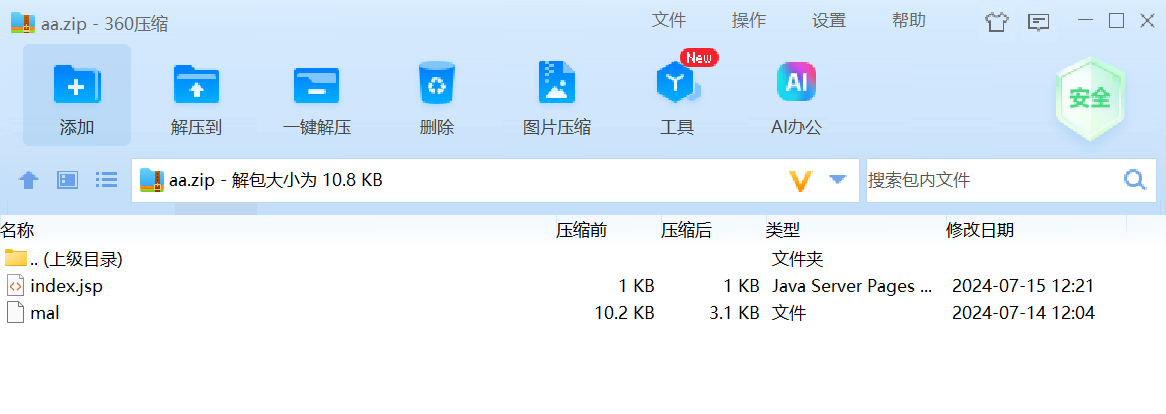 aa.zip - 360压缩
文件 操作 设置 帮助
New
AI
安全
添加 解压到 一键解压 删除 图片压缩 工具 AI办公
aa.zip - 解包大小为 10.8 KB
搜索包内文件
名称 压缩前 压缩后 类型 修改日期
.. (上级目录) 文件夹
index.jsp 1 KB 1 KB Java Server Pages ... 2024-07-15 12:21
mal 10.2 KB 3.1 KB 文件 2024-07-14 12:04